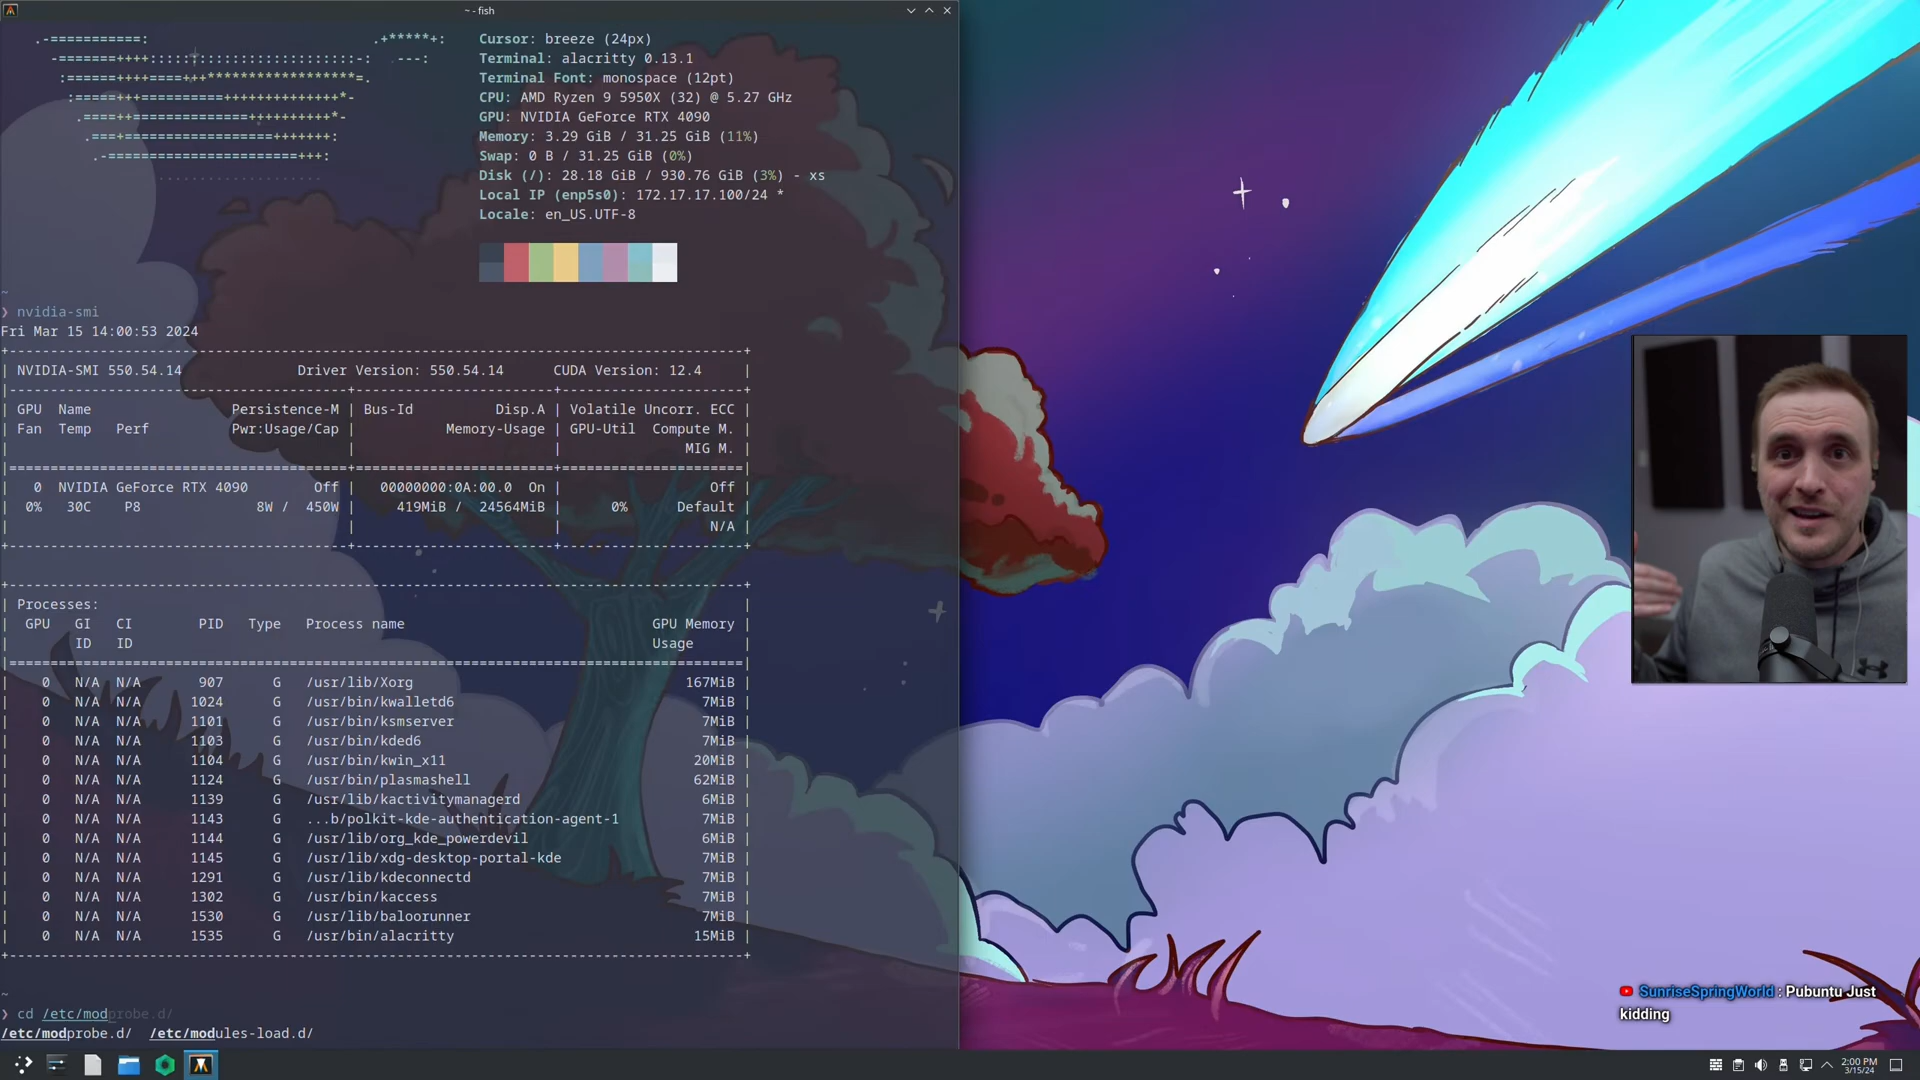 ~ - fish
.-===========:                            .+*****+:
-=======++++:::::::::::::::::::::::::-:   ---:
:======++++====+++******************=.
:=====+++==========++++++++++++++*-
.====++==============++++++++++*-
.===+==================+++++++:
.-=======================+++:
....................
Cursor: breeze (24px)
Terminal: alacritty 0.13.1
Terminal Font: monospace (12pt)
CPU: AMD Ryzen 9 5950X (32) @ 5.27 GHz
GPU: NVIDIA GeForce RTX 4090
Memory: 3.29 GiB / 31.25 GiB (11%)
Swap: 0 B / 31.25 GiB (0%)
Disk (/): 28.18 GiB / 930.76 GiB (3%) - xs
Local IP (enp5s0): 172.17.17.100/24 *
Locale: en_US.UTF-8
~
❯ nvidia-smi
Fri Mar 15 14:00:53 2024
| NVIDIA-SMI 550.54.14 Driver Version: 550.54.14 CUDA Version: 12.4 |
| GPU Name Persistence-M | Bus-Id Disp.A | Volatile Uncorr. ECC |
| Fan Temp Perf Pwr:Usage/Cap | Memory-Usage | GPU-Util Compute M. |
| | | MIG M. |
| 0 NVIDIA GeForce RTX 4090 Off | 00000000:0A:00.0 On | Off |
| 0% 30C P8 8W / 450W | 419MiB / 24564MiB | 0% Default |
| | | N/A |
| Processes: |
| GPU GI CI PID Type Process name GPU Memory |
| ID ID Usage |
| 0 N/A N/A 907 G /usr/lib/Xorg 167MiB |
| 0 N/A N/A 1024 G /usr/bin/kwalletd6 7MiB |
| 0 N/A N/A 1101 G /usr/bin/ksmserver 7MiB |
| 0 N/A N/A 1103 G /usr/bin/kded6 7MiB |
| 0 N/A N/A 1104 G /usr/bin/kwin_x11 20MiB |
| 0 N/A N/A 1124 G /usr/bin/plasmashell 62MiB |
| 0 N/A N/A 1139 G /usr/lib/kactivitymanagerd 6MiB |
| 0 N/A N/A 1143 G ...b/polkit-kde-authentication-agent-1 7MiB |
| 0 N/A N/A 1144 G /usr/lib/org_kde_powerdevil 6MiB |
| 0 N/A N/A 1145 G /usr/lib/xdg-desktop-portal-kde 7MiB |
| 0 N/A N/A 1291 G /usr/lib/kdeconnectd 7MiB |
| 0 N/A N/A 1302 G /usr/bin/kaccess 7MiB |
| 0 N/A N/A 1530 G /usr/lib/baloorunner 7MiB |
| 0 N/A N/A 1535 G /usr/bin/alacritty 15MiB |
~
❯ cd /etc/modprobe.d/
/etc/modprobe.d/ /etc/modules-load.d/
SunriseSpringWorld : Pubuntu Just
kidding
2:00 PM
3/15/24